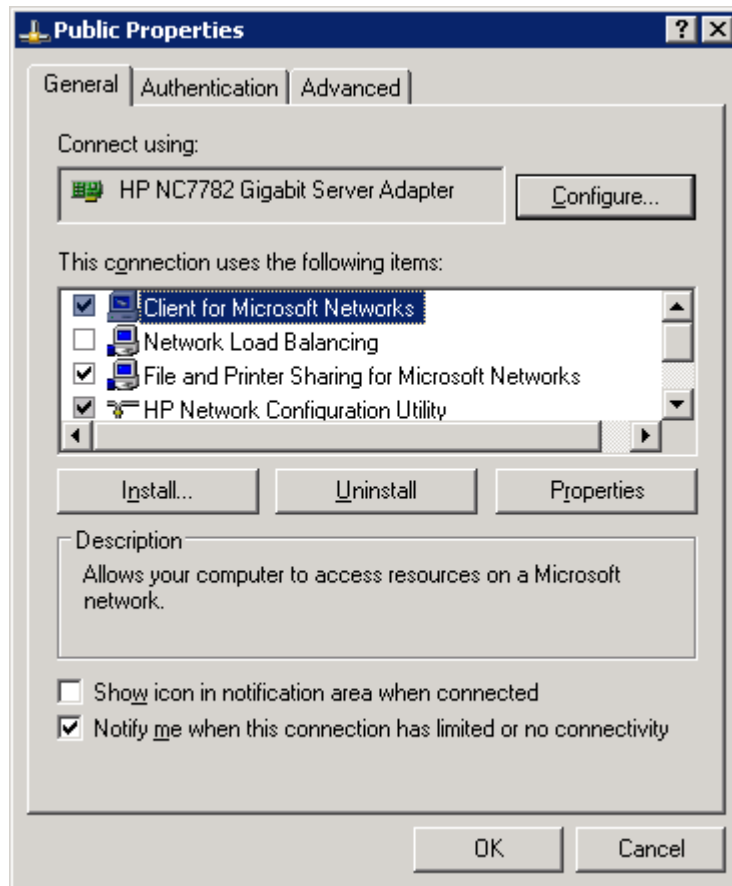 Public Properties
General Authentication Advanced
Connect using:
HP NC7782 Gigabit Server Adapter
Configure...
This connection uses the following items:
Client for Microsoft Networks
Network Load Balancing
File and Printer Sharing for Microsoft Networks
HP Network Configuration Utility
Install... Uninstall Properties
Description
Allows your computer to access resources on a Microsoft
network.
Show icon in notification area when connected
Notify me when this connection has limited or no connectivity
OK Cancel